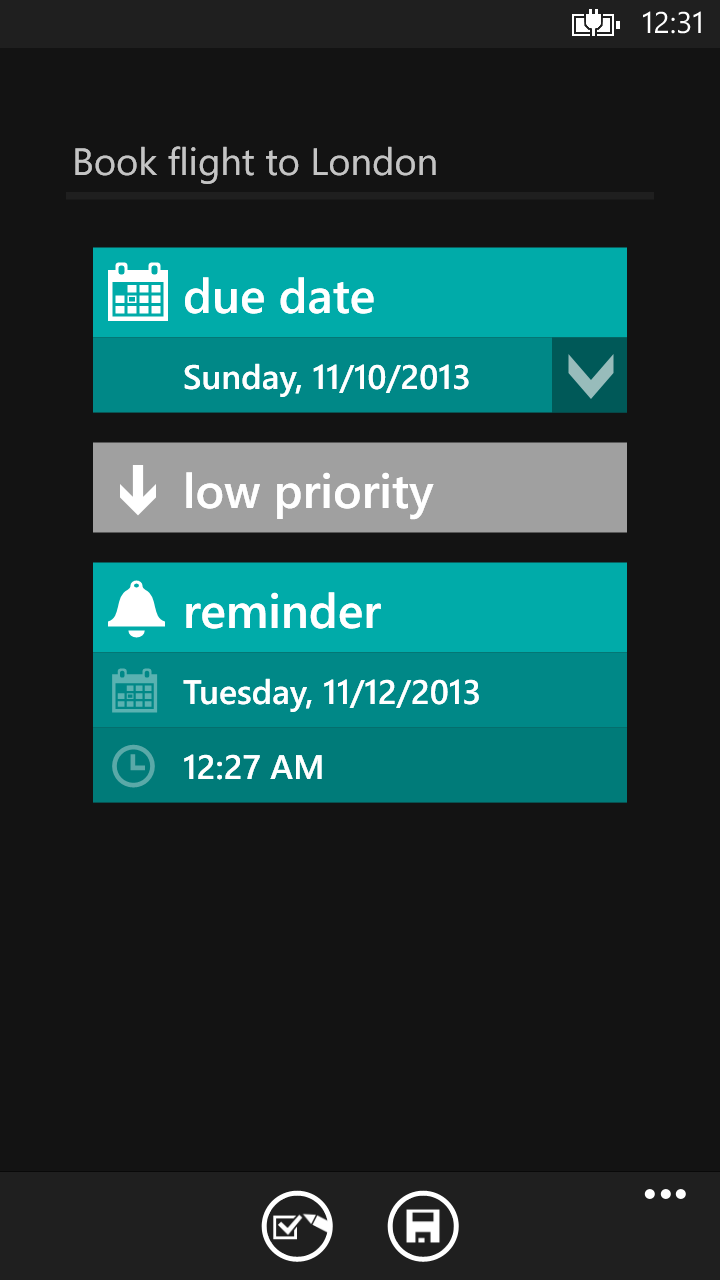 12:31
Book flight to London
due date
Sunday, 11/10/2013
low priority
reminder
Tuesday, 11/12/2013
12:27 AM